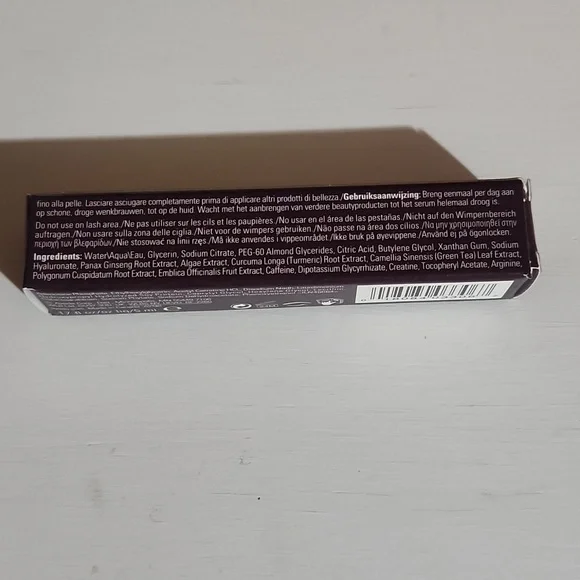 fino alla pelle. Lasciare asciugare completamente prima di applicare altri prodotti di bellezza./Gebruiksaanwijzing: Breng eenmaal per dag aan
op schone, droge wenkbrauwen, tot op de huid. Wacht met het aanbrengen van verdere beautyproducten tot het serum helemaal droog is.
Do not use on lash area./Ne pas utiliser sur les cils et les paupières./No usar en el área de las pestañas./Nicht auf den Wimpernbereich
auftragen./Non usare sulla zona delle ciglia./Niet voor de wimpers gebruiken./Não passe na área dos cílios./Να μην χρησιμοποιηθεί στην
περιοχή των βλεφαρίδων/Nie stosować na linii rzęs./Må ikke anvendes i vippeområdet./Ikke bruk på øyevippene./Använd ej på ögonlocken.
Ingredients: Water\Aqua\Eau, Glycerin, Sodium Citrate, PEG-60 Almond Glycerides, Citric Acid, Butylene Glycol, Xanthan Gum, Sodium
Hyaluronate, Panax Ginseng Root Extract, Algae Extract, Curcuma Longa (Turmeric) Root Extract, Camellia Sinensis (Green Tea) Leaf Extract,
Polygonum Cuspidatum Root Extract, Emblica Officinalis Fruit Extract, Caffeine, Dipotassium Glycyrrhizate, Creatine, Tocopheryl Acetate, Arginine,